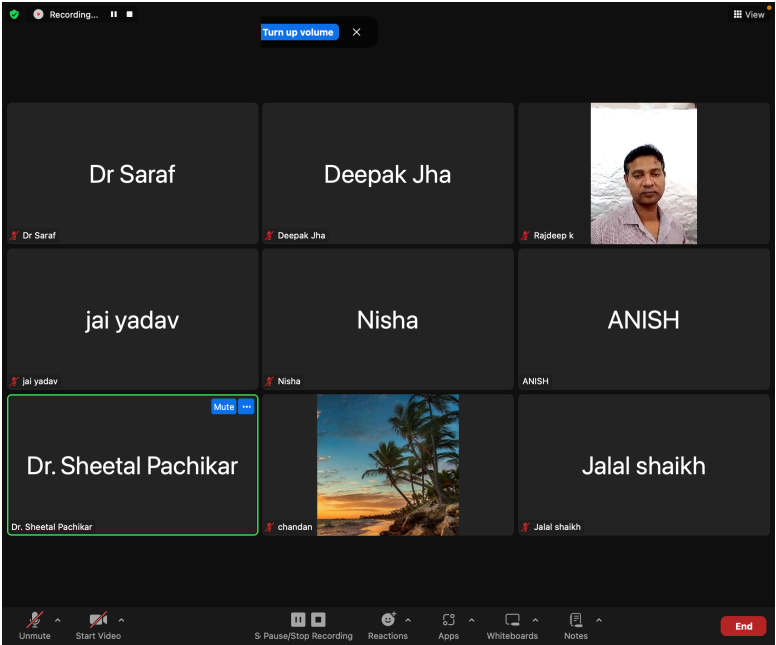 Recording...
View
Turn up volume
Dr Saraf
Dr Saraf
Deepak Jha
Deepak Jha
Rajdeep k
jai yadav
jai yadav
Nisha
Nisha
ANISH
ANISH
Mute
Dr. Sheetal Pachikar
Dr. Sheetal Pachikar
chandan
Jalal shaikh
Jalal shaikh
Unmute
Start Video
Pause/Stop Recording
Reactions
Apps
Whiteboards
Notes
End